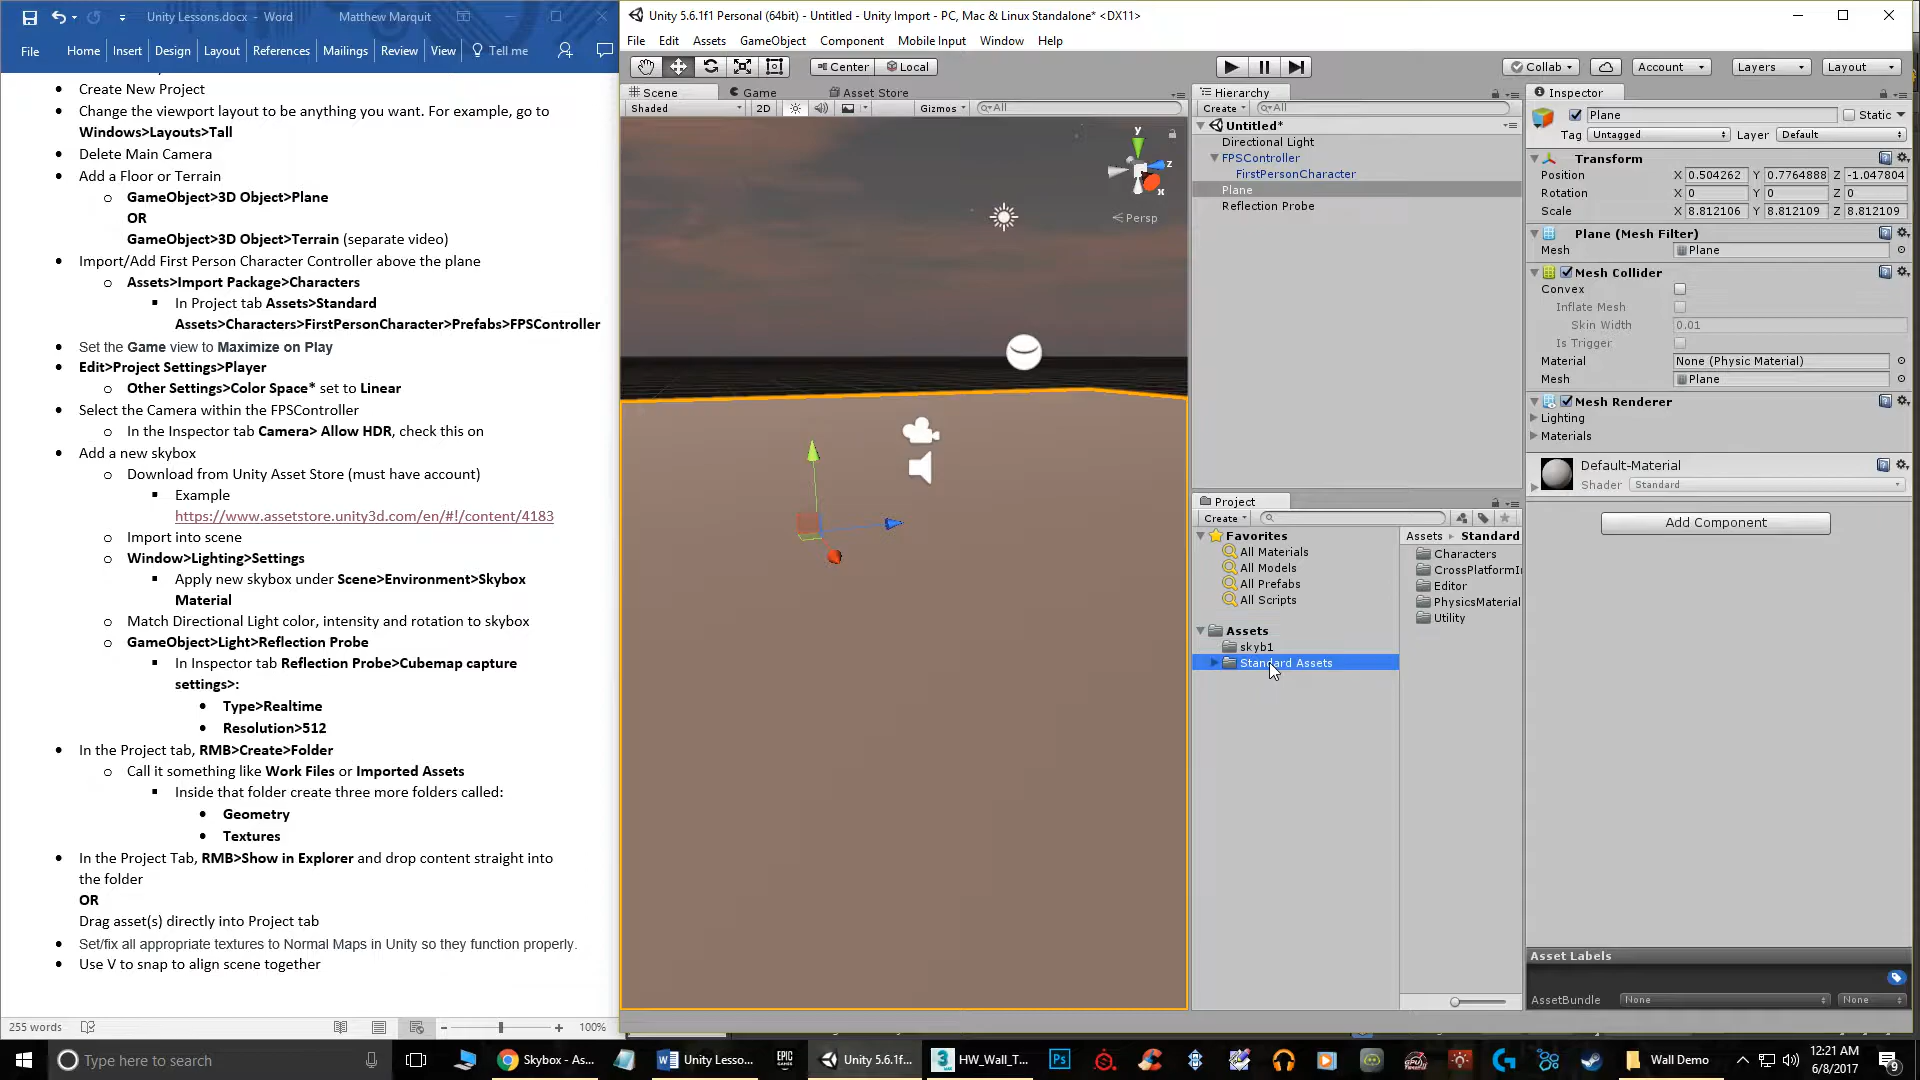 Unity Lessons.docx - Word
Matthew Marquit
File
Home
Insert
Design
Layout
References
Mailings
Review
View
Tell me
Create New Project
Change the viewport layout to be anything you want. For example, go to
Windows>Layouts>Tall
Delete Main Camera
Add a Floor or Terrain
GameObject>3D Object>Plane
OR
GameObject>3D Object>Terrain (separate video)
Import/Add First Person Character Controller above the plane
Assets>Import Package>Characters
In Project tab Assets>Standard
Assets>Characters>FirstPersonCharacter>Prefabs>FPSController
Set the Game view to Maximize on Play
Edit>Project Settings>Player
Other Settings>Color Space* set to Linear
Select the Camera within the FPSController
In the Inspector tab Camera> Allow HDR, check this on
Add a new skybox
Download from Unity Asset Store (must have account)
Example
https://www.assetstore.unity3d.com/en/#!/content/4183
Import into scene
Window>Lighting>Settings
Apply new skybox under Scene>Environment>Skybox
Material
Match Directional Light color, intensity and rotation to skybox
GameObject>Light>Reflection Probe
In Inspector tab Reflection Probe>Cubemap capture
settings>:
Type>Realtime
Resolution>512
In the Project tab, RMB>Create>Folder
Call it something like Work Files or Imported Assets
Inside that folder create three more folders called:
Geometry
Textures
In the Project Tab, RMB>Show in Explorer and drop content straight into
the folder
OR
Drag asset(s) directly into Project tab
Set/fix all appropriate textures to Normal Maps in Unity so they function properly.
Use V to snap to align scene together
255 words
100%
Unity 5.6.1f1 Personal (64bit) - Untitled - Unity Import - PC, Mac & Linux Standalone* <DX11>
File
Edit
Assets
GameObject
Component
Mobile Input
Window
Help
Center
Local
Collab
Account
Layers
Layout
Scene
Game
Asset Store
Shaded
2D
Gizmos
All
y
z
x
Persp
Hierarchy
Create
All
Untitled*
Directional Light
FPSController
FirstPersonCharacter
Plane
Reflection Probe
Project
Create
Favorites
All Materials
All Models
All Prefabs
All Scripts
Assets
skyb1
Standard Assets
Assets
Standard
Characters
CrossPlatformI
Editor
PhysicsMaterial
Utility
Inspector
Plane
Static
Tag
Untagged
Layer
Default
Transform
Position
X 0.504262 Y 0.7764888 Z -1.047804
Rotation
X 0 Y 0 Z 0
Scale
X 8.812106 Y 8.812109 Z 8.812109
Plane (Mesh Filter)
Mesh
Plane
Mesh Collider
Convex
Inflate Mesh
Skin Width
0.01
Is Trigger
Material
None (Physic Material)
Mesh
Plane
Mesh Renderer
Lighting
Materials
Default-Material
Shader
Standard
Add Component
Asset Labels
AssetBundle
None
None
Type here to search
Skybox - As...
Unity Lesso...
EPIC
GAMES
Unity 5.6.1f...
HW_Wall_T...
Ps
Wall Demo
12:21 AM
6/8/2017
9